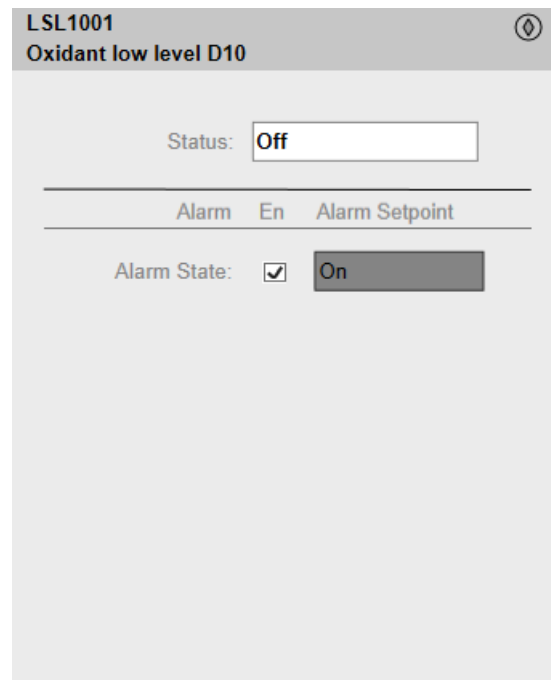 LSL1001
Oxidant low level D10
Status: Off
Alarm En Alarm Setpoint
Alarm State: On